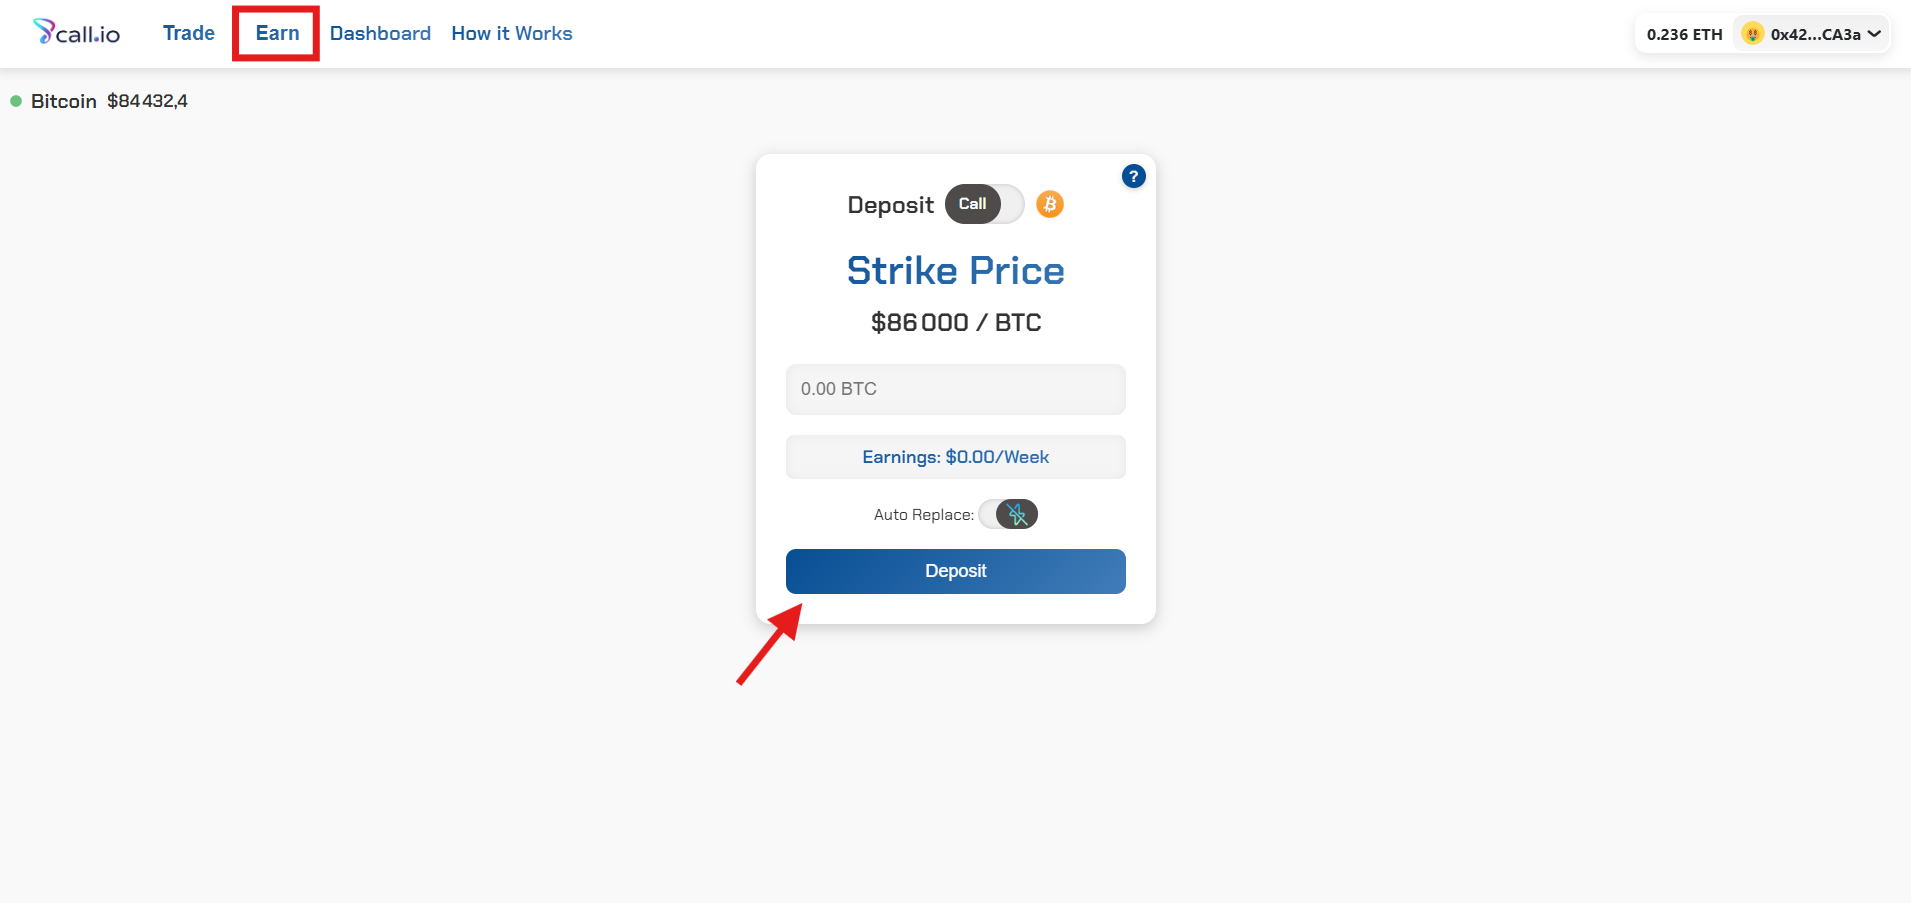 call.io Trade Earn Dashboard How it Works 0.236 ETH 0x42...CA3a
Bitcoin $84 432,4
?
Deposit Call
Strike Price
$86 000 / BTC
0.00 BTC
Earnings: $0.00/Week
Auto Replace:
Deposit